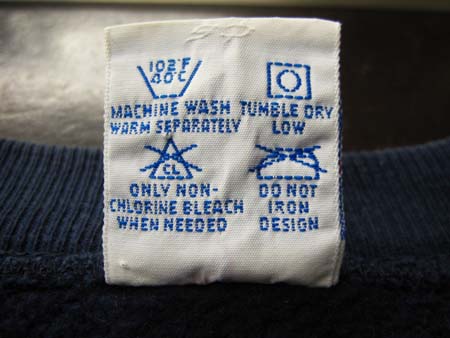 102°F
40°C
MACHINE WASH
WARM SEPARATELY
TUMBLE DRY
LOW
CL
ONLY NON-
CHLORINE BLEACH
WHEN NEEDED
DO NOT
IRON
DESIGN